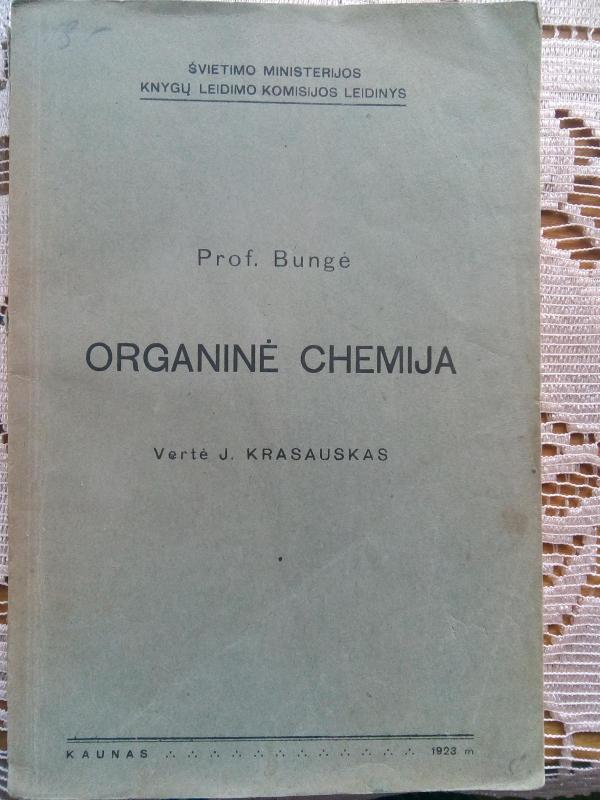 ŠVIETIMO MINISTERIJOS
KNYGŲ LEIDIMO KOMISIJOS LEIDINYS
Prof. Bungė
ORGANINĖ CHEMIJA
Vertė J. KRASAUSKAS
KAUNAS 1923 m